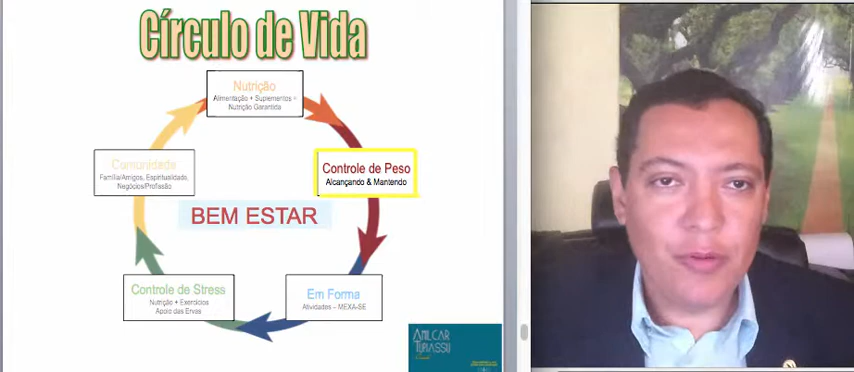 Círculo de Vida
Nutrição
Alimentação + Suplementos =
Nutrição Garantida
Comunidade
Família/Amigos, Espiritualidade,
Negócios/Profissão
Controle de Peso
Alcançando & Mantendo
BEM ESTAR
Controle de Stress
Nutrição + Exercícios
Apoio das Ervas
Em Forma
Atividades – MEXA-SE
AMILCAR
TUPIASSU